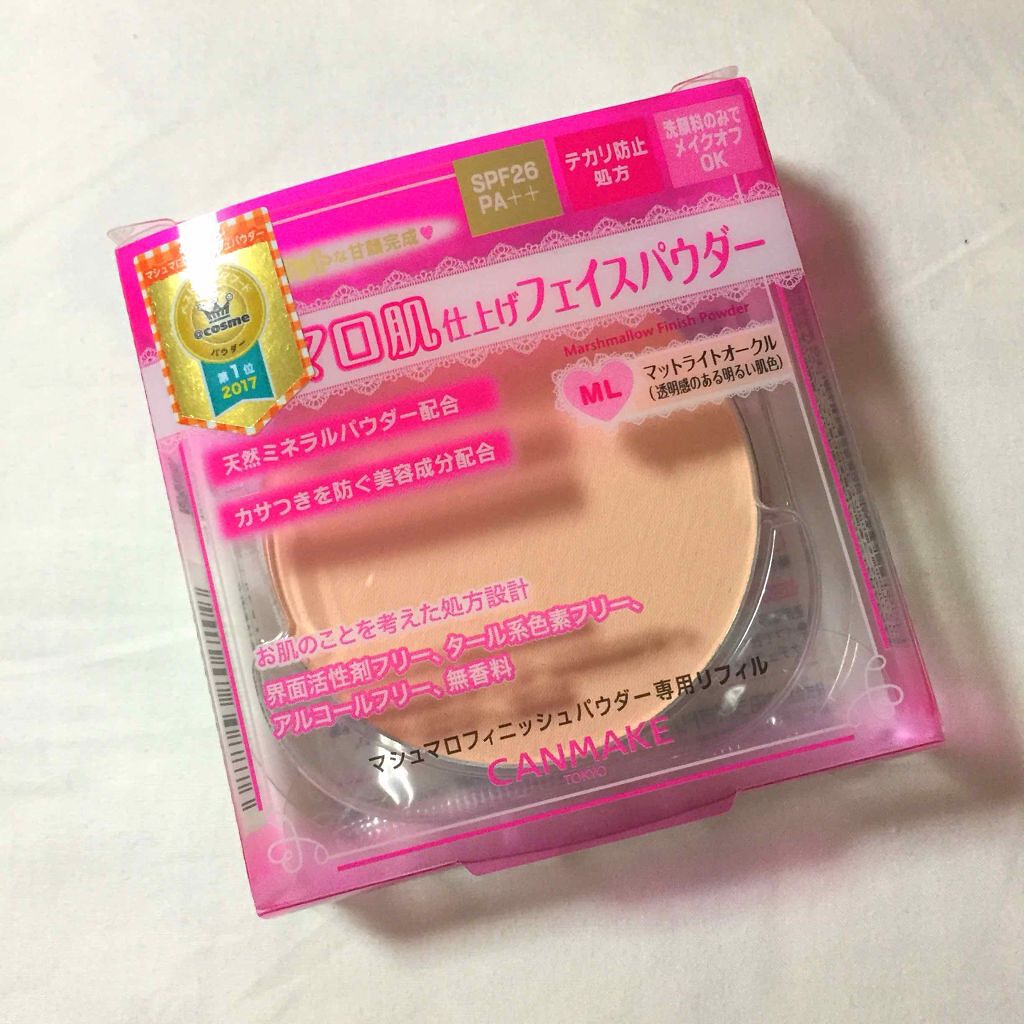 SPF26
PA++
テカリ防止
処方
洗顔料のみで
メイクオフ
OK
な甘顔完成♥
マロ肌仕上げフェイスパウダー
Marshmallow Finish Powder
@cosme
パウダー
第1位
2017
ML
マットライトオークル
(透明感のある明るい肌色)
天然ミネラルパウダー配合
カサつきを防ぐ美容成分配合
お肌のことを考えた処方設計
界面活性剤フリー、タール系色素フリー、
アルコールフリー、無香料
マシュマロフィニッシュパウダー専用リフィル
CANMAKE
TOKYO